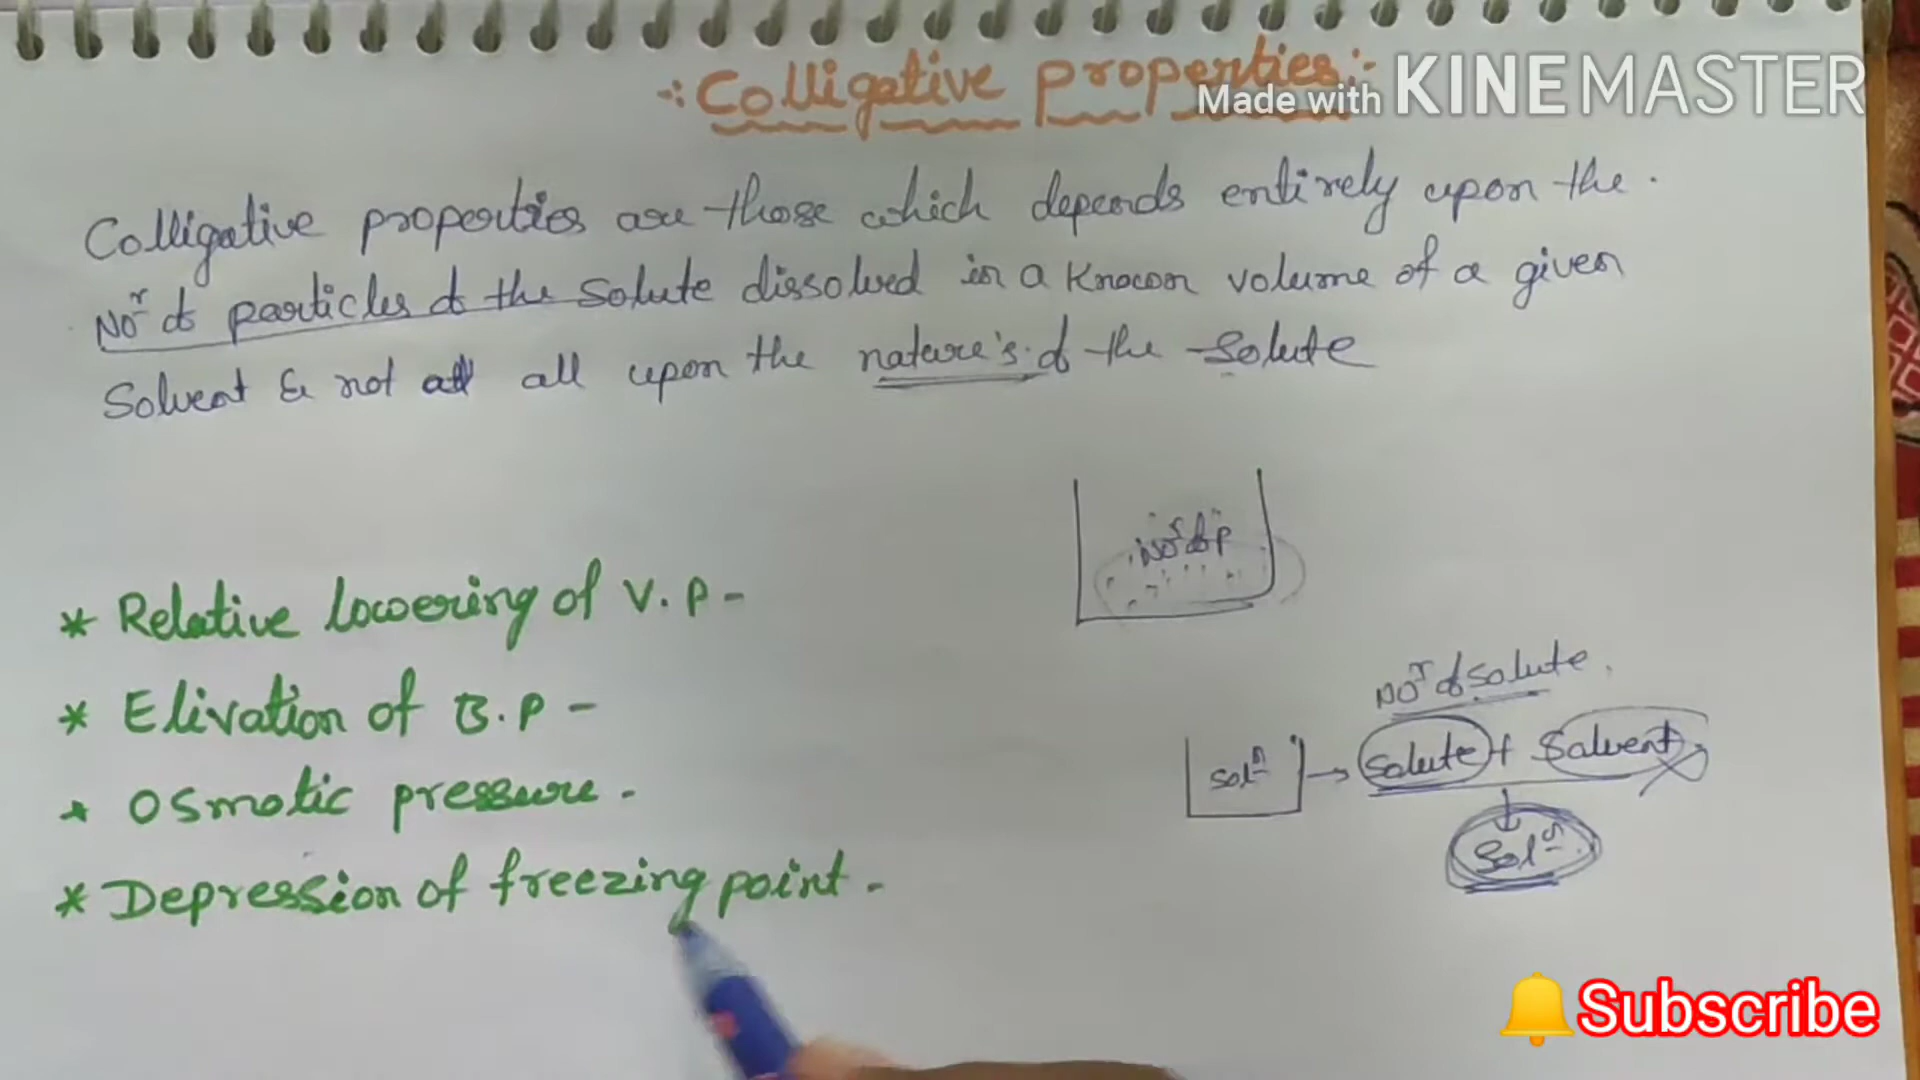 -: Colligative properties :-
Made with KINEMASTER
Colligative properties are those which depends entirely upon the.
No^r of particles of the solute dissolved in a known volume of a given
Solvent & not at all upon the nature's. of the solute
No^r of P
* Relative lowering of V.P -
No^r of solute.
* Elivation of B.P -
Sol^n → Solute + Solvent
* Osmotic pressure.
Sol^n
* Depression of freezing point.
🔔Subscribe